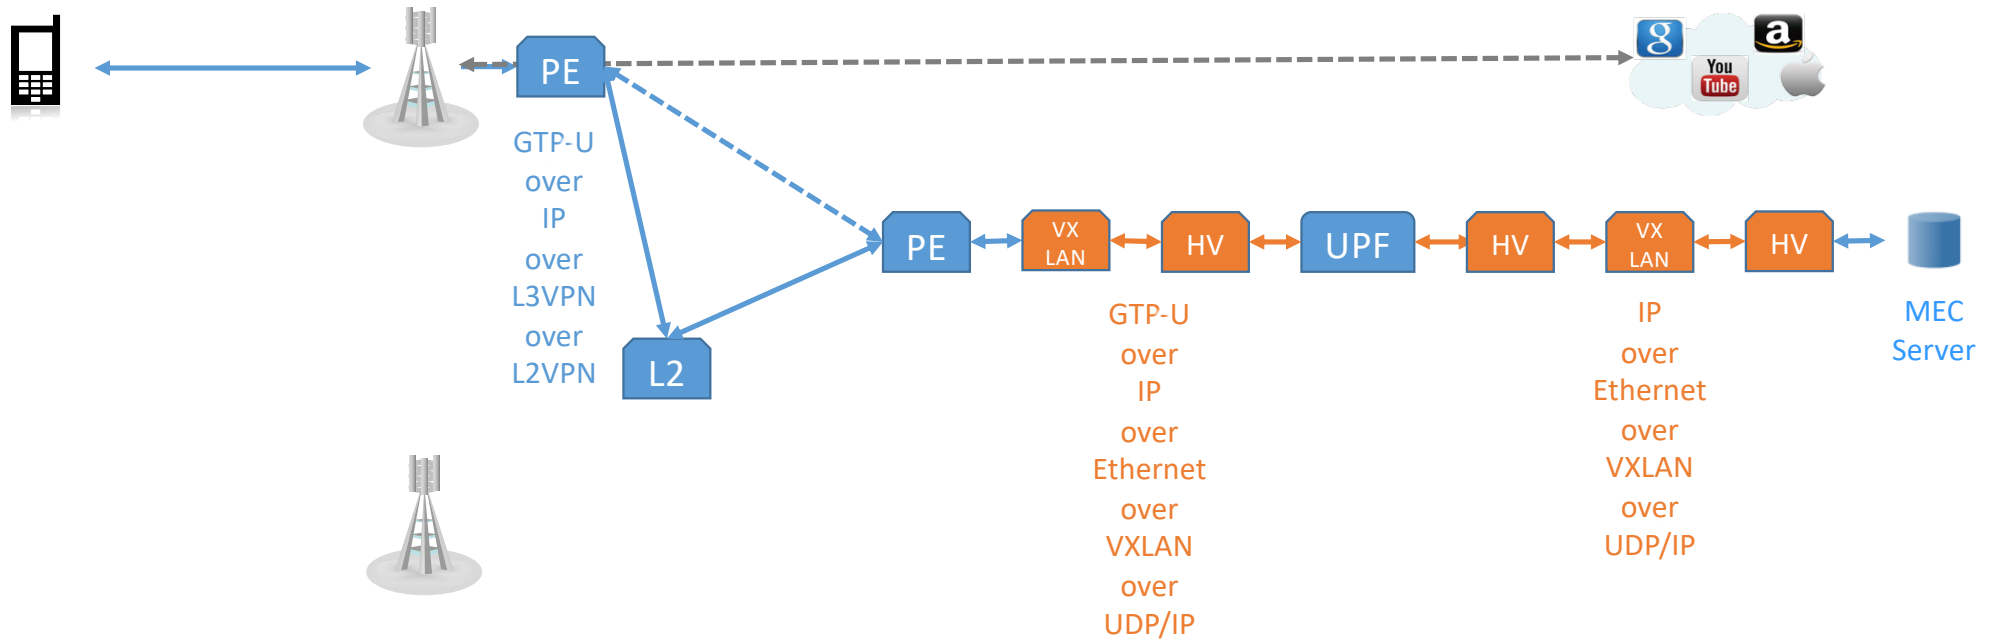 PE
g
a
You
Tube
GTP-U
over
IP
over
L3VPN
over
L2VPN
L2
PE
VX
LAN
HV
UPF
HV
VX
LAN
HV
GTP-U
over
IP
over
Ethernet
over
VXLAN
over
UDP/IP
IP
over
Ethernet
over
VXLAN
over
UDP/IP
MEC
Server